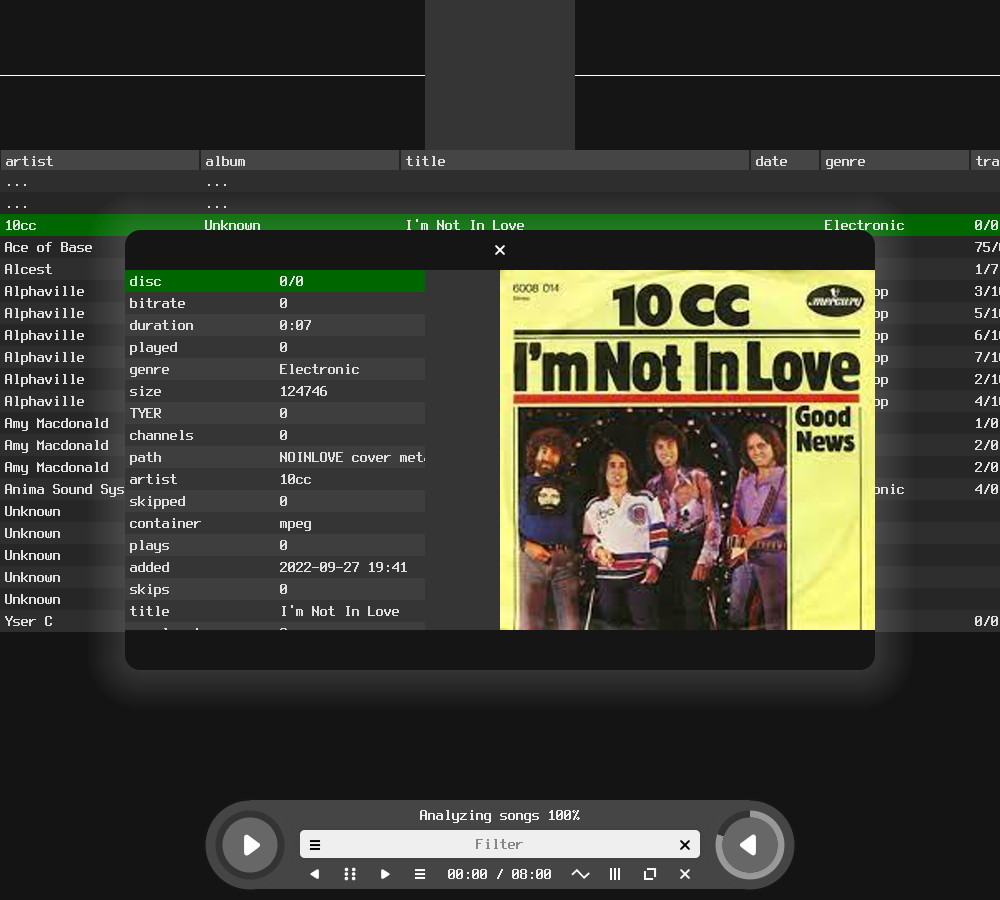 artist album title date genre tra
... ...
... ...
10cc Unknown I'm Not In Love Electronic 0/0
Ace of Base 75/
Alcest 1/7
Alphaville op 3/1
Alphaville op 5/1
Alphaville op 6/1
Alphaville op 7/1
Alphaville op 2/1
Alphaville op 4/1
Amy Macdonald 1/0
Amy Macdonald 2/0
Amy Macdonald 2/0
Anima Sound Sys onic 4/0
Unknown
Unknown
Unknown
Unknown
Unknown
Yser C 0/0
disc 0/0
bitrate 0
duration 0:07
played 0
genre Electronic
size 124746
TYER 0
channels 0
path NOINLOVE cover met
artist 10cc
skipped 0
container mpeg
plays 0
added 2022-09-27 19:41
skips 0
title I'm Not In Love
6008 014
Stereo
10 CC
mercury
I'm Not In Love
Good
News
Analyzing songs 100%
Filter
00:00 / 08:00